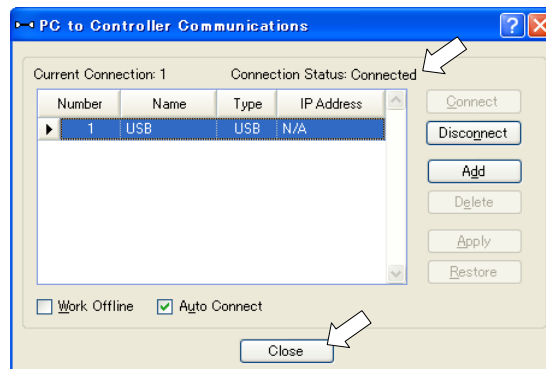 PC to Controller Communications
Current Connection: 1 Connection Status: Connected
Number Name Type IP Address
1 USB USB N/A
Connect
Disconnect
Add
Delete
Apply
Restore
Work Offline Auto Connect
Close